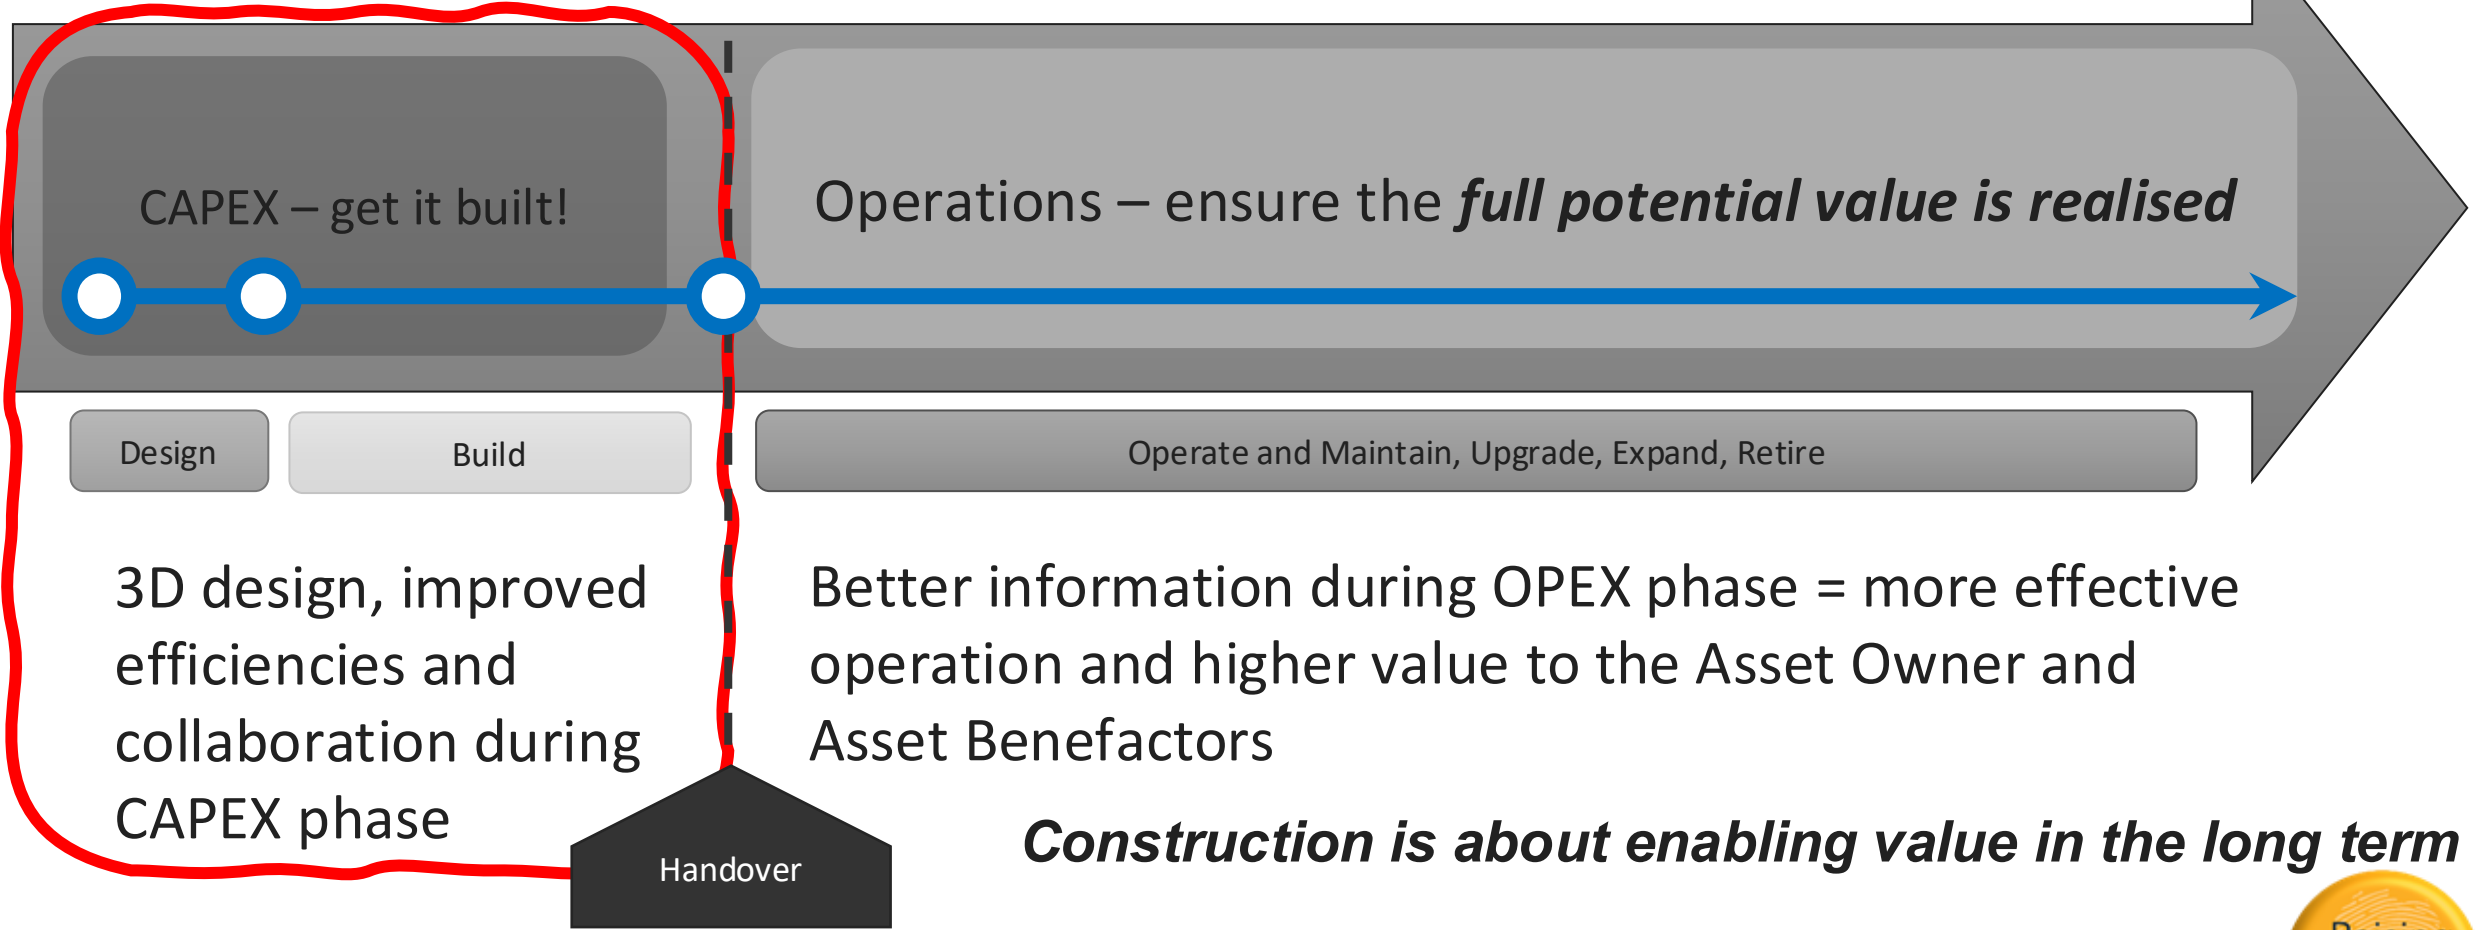 CAPEX – get it built!
Operations – ensure the full potential value is realised
Design
Build
Operate and Maintain, Upgrade, Expand, Retire
3D design, improved
efficiencies and
collaboration during
CAPEX phase
Better information during OPEX phase = more effective
operation and higher value to the Asset Owner and
Asset Benefactors
Handover
Construction is about enabling value in the long term